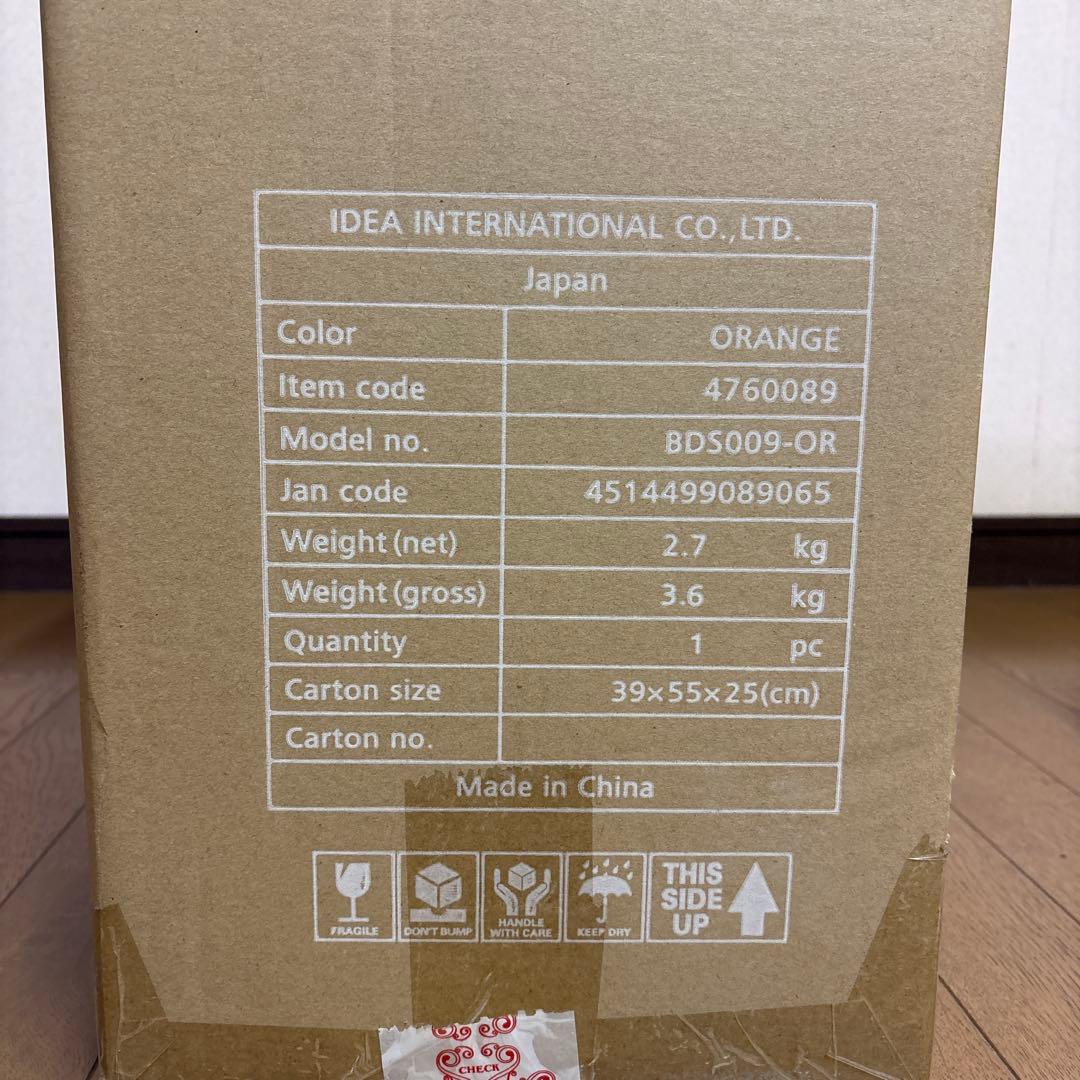 IDEA INTERNATIONAL CO.,LTD.
Japan
Color ORANGE
Item code 4760089
Model no. BDS009-OR
Jan code 4514499089065
Weight(net) 2.7 kg
Weight(gross) 3.6 kg
Quantity 1 pc
Carton size 39×55×25(cm)
Carton no.
Made in China
FRAGILE
DON'T BUMP
HANDLE
WITH CARE
KEEP DRY
THIS
SIDE
UP
CHECK